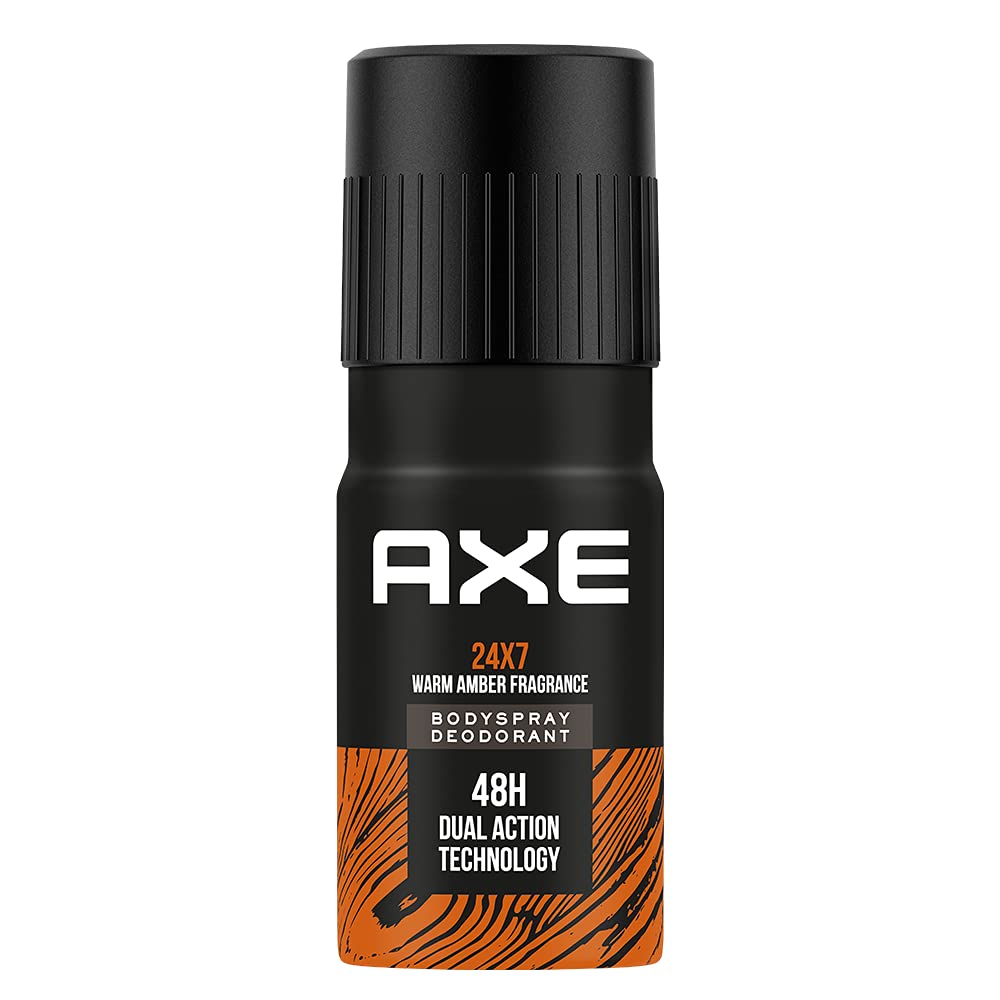 AXE
24X7
WARM AMBER FRAGRANCE
BODYSPRAY
DEODORANT
48H
DUAL ACTION
TECHNOLOGY